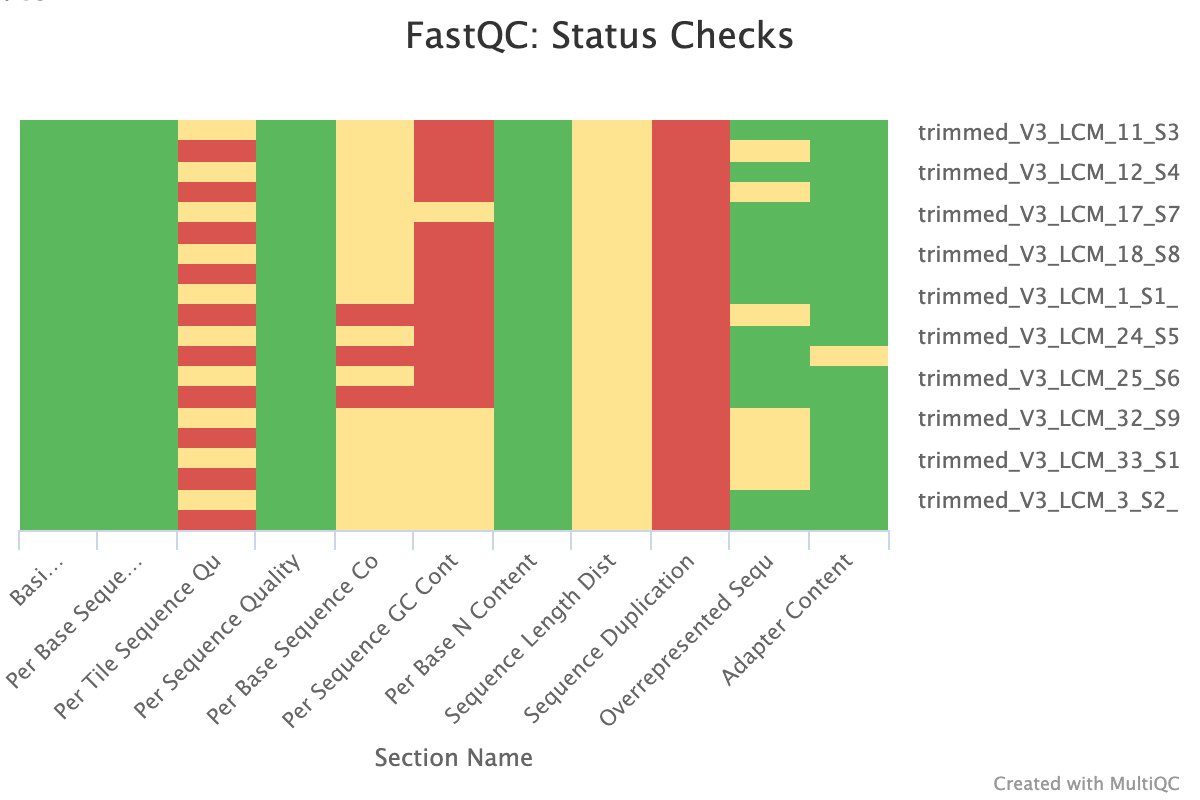 FastQC: Status Checks
trimmed_V3_LCM_11_S3
trimmed_V3_LCM_12_S4
trimmed_V3_LCM_17_S7
trimmed_V3_LCM_18_S8
trimmed_V3_LCM_1_S1_
trimmed_V3_LCM_24_S5
trimmed_V3_LCM_25_S6
trimmed_V3_LCM_32_S9
trimmed_V3_LCM_33_S1
trimmed_V3_LCM_3_S2_
Basi...
Per Base Seque...
Per Tile Sequence Qu
Per Sequence Quality
Per Base Sequence Co
Per Sequence GC Cont
Per Base N Content
Sequence Length Dist
Sequence Duplication
Overrepresented Sequ
Adapter Content
Section Name
Created with MultiQC